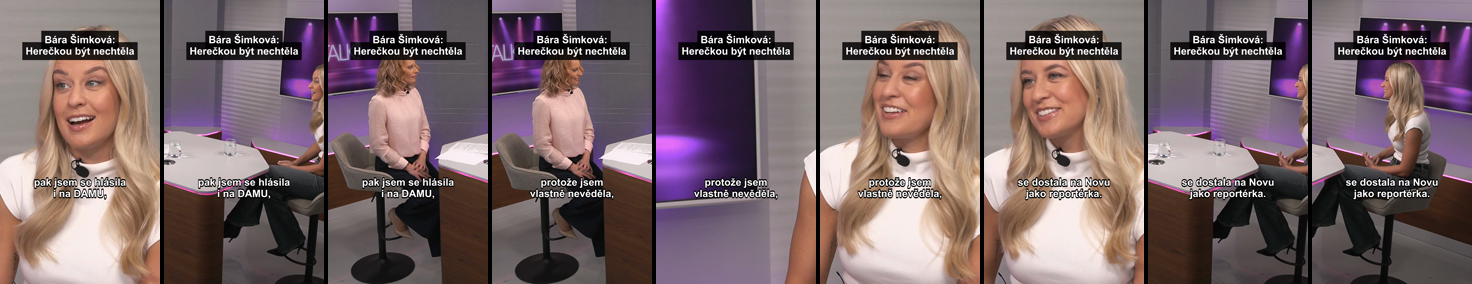 Bára Šimková:
Herečkou být nechtěla
pak jsem se hlásila
i na DAMU,
Bára Šimková:
Herečkou být nechtěla
pak jsem se hlásila
i na DAMU,
TALK
Bára Šimková:
Herečkou být nechtěla
pak jsem se hlásila
i na DAMU,
TALK
Bára Šimková:
Herečkou být nechtěla
protože jsem
vlastně nevěděla,
Bára Šimková:
Herečkou být nechtěla
protože jsem
vlastně nevěděla,
Bára Šimková:
Herečkou být nechtěla
protože jsem
vlastně nevěděla,
Bára Šimková:
Herečkou být nechtěla
se dostala na Novu
jako reportérka.
Bára Šimková:
Herečkou být nechtěla
se dostala na Novu
jako reportérka.
Bára Šimková:
Herečkou být nechtěla
se dostala na Novu
jako reportérka.